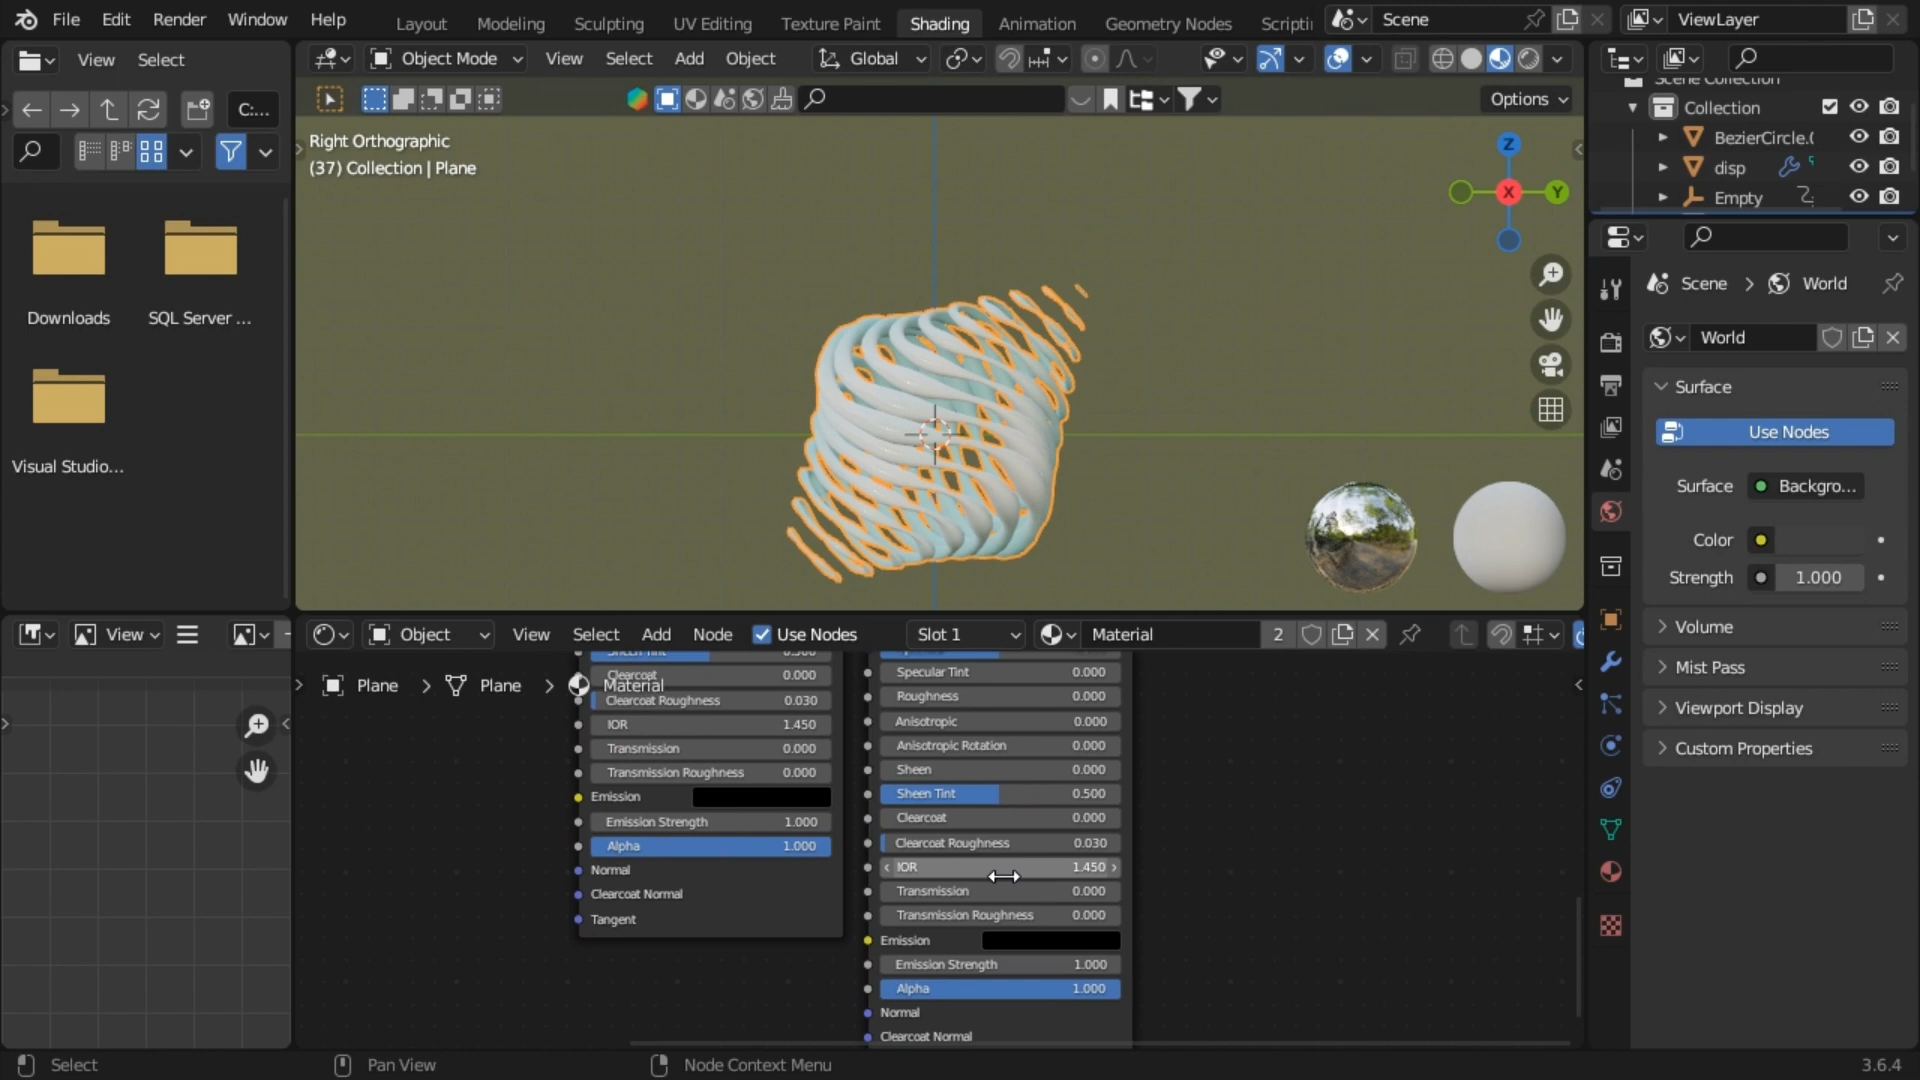 File Edit Render Window Help Layout Modeling Sculpting UV Editing Texture Paint Shading Animation Geometry Nodes Scripti Scene ViewLayer
View Select Object Mode View Select Add Object Global
C:... Options
Scene Collection
Collection
BezierCircle.(
disp
Empty
Right Orthographic
(37) Collection | Plane
Z
X
Y
Downloads SQL Server ...
Visual Studio...
Scene > World
World
Surface
Use Nodes
Surface Backgro...
Color
Strength 1.000
Volume
Mist Pass
Viewport Display
Custom Properties
View Object View Select Add Node Use Nodes Slot 1 Material 2
Plane > Plane > Material
Sheen Tint 0.500
Clearcoat 0.000
Clearcoat Roughness 0.030
IOR 1.450
Transmission 0.000
Transmission Roughness 0.000
Emission
Emission Strength 1.000
Alpha 1.000
Normal
Clearcoat Normal
Tangent
Specular Tint 0.000
Roughness 0.000
Anisotropic 0.000
Anisotropic Rotation 0.000
Sheen 0.000
Sheen Tint 0.500
Clearcoat 0.000
Clearcoat Roughness 0.030
IOR 1.450
Transmission 0.000
Transmission Roughness 0.000
Emission
Emission Strength 1.000
Alpha 1.000
Normal
Clearcoat Normal
Select Pan View Node Context Menu 3.6.4